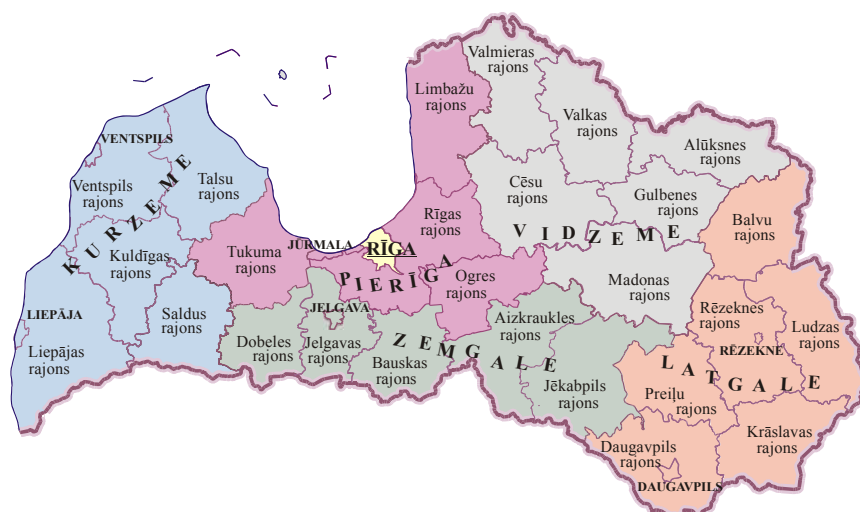 Valmieras
rajons
Limbažu
rajons
Valkas
rajons
VENTSPILS
Alūksnes
rajons
Ventspils
rajons
Talsu
rajons
Cēsu
rajons
Gulbenes
rajons
KURZEME
Rīgas
rajons
VIDZEME
Balvu
rajons
Kuldīgas
rajons
Tukuma
rajons
JŪRMALA
RĪGA
PIERĪGA
Ogres
rajons
Madonas
rajons
LIEPĀJA
Saldus
rajons
JELGAVA
Aizkraukles
rajons
Rēzeknes
rajons
Ludzas
rajons
Liepājas
rajons
Dobeles
rajons
Jelgavas
rajons
Bauskas
rajons
ZEMGALE
RĒZEKNE
LATGALE
Jēkabpils
rajons
Preiļu
rajons
Daugavpils
rajons
Krāslavas
rajons
DAUGAVPILS